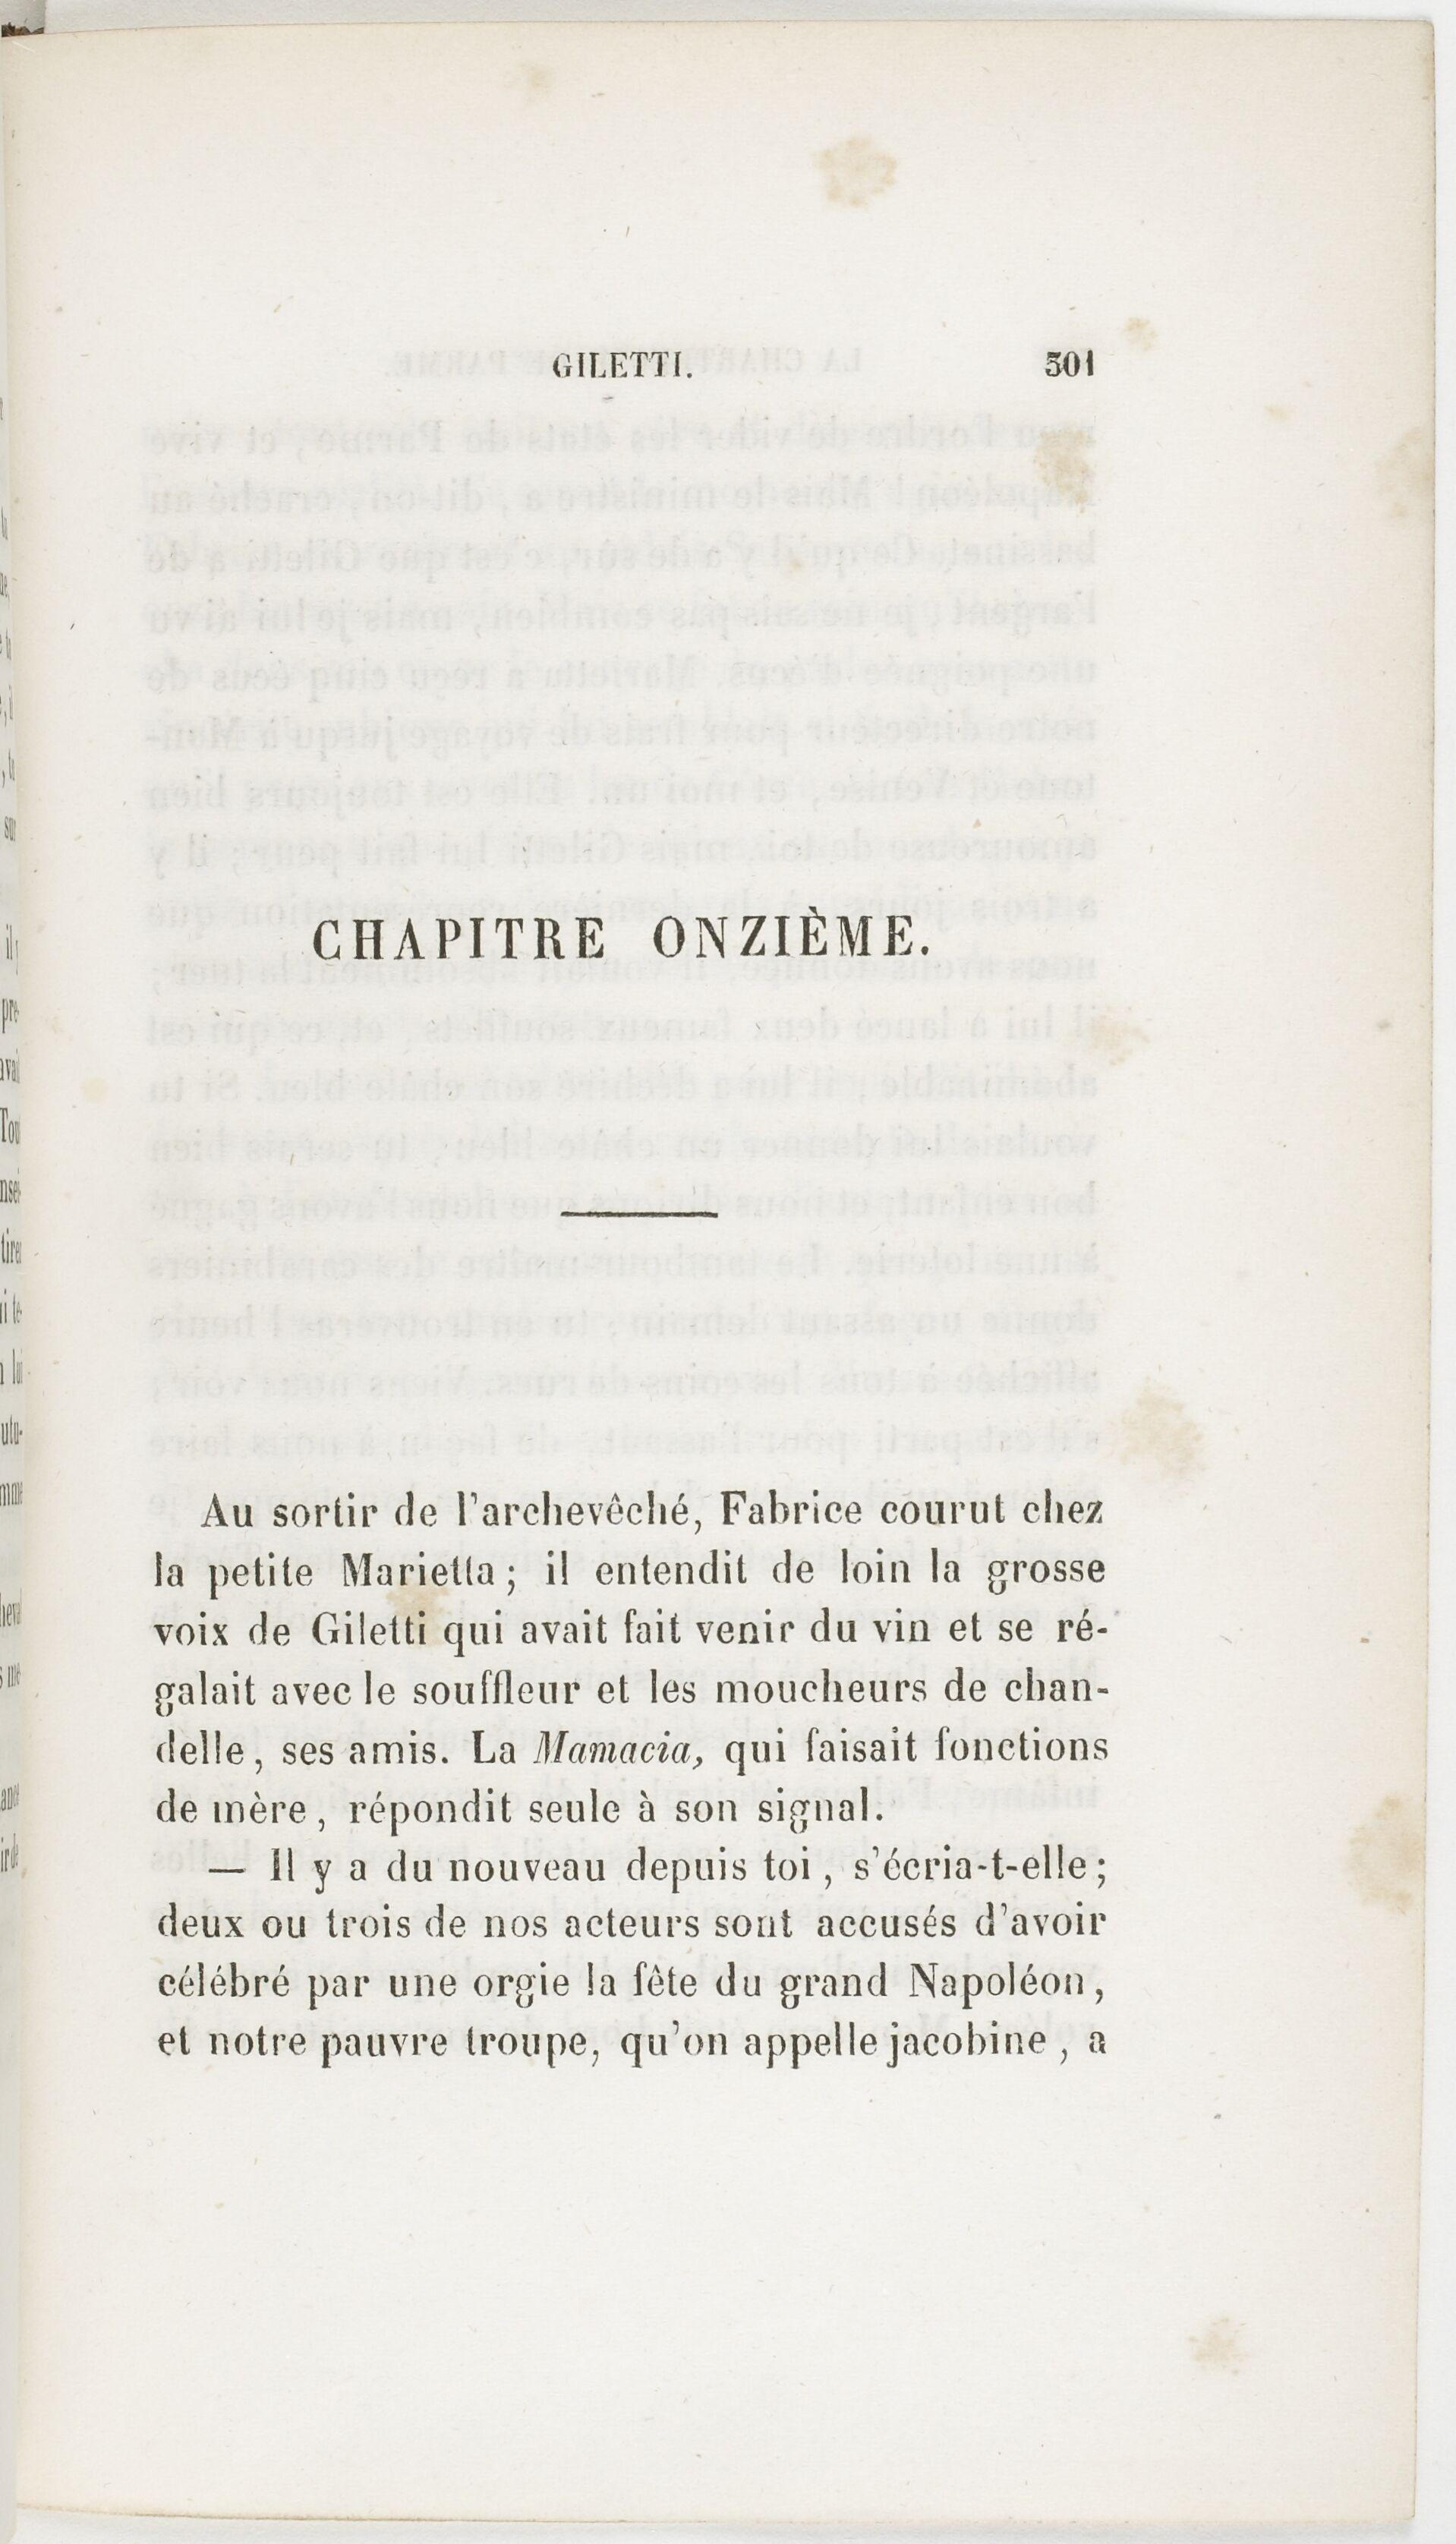 GILETTI. 301
CHAPITRE ONZIÈME.
Au sortir de l'archevêché, Fabrice courut chez
la petite Marietta ; il entendit de loin la grosse
voix de Giletti qui avait fait venir du vin et se ré-
galait avec le souffleur et les moucheurs de chan-
delle, ses amis. La Mamacia, qui faisait fonctions
de mère, répondit seule à son signal.
— Il y a du nouveau depuis toi, s'écria-t-elle ;
deux ou trois de nos acteurs sont accusés d'avoir
célébré par une orgie la fête du grand Napoléon,
et notre pauvre troupe, qu'on appelle jacobine, a